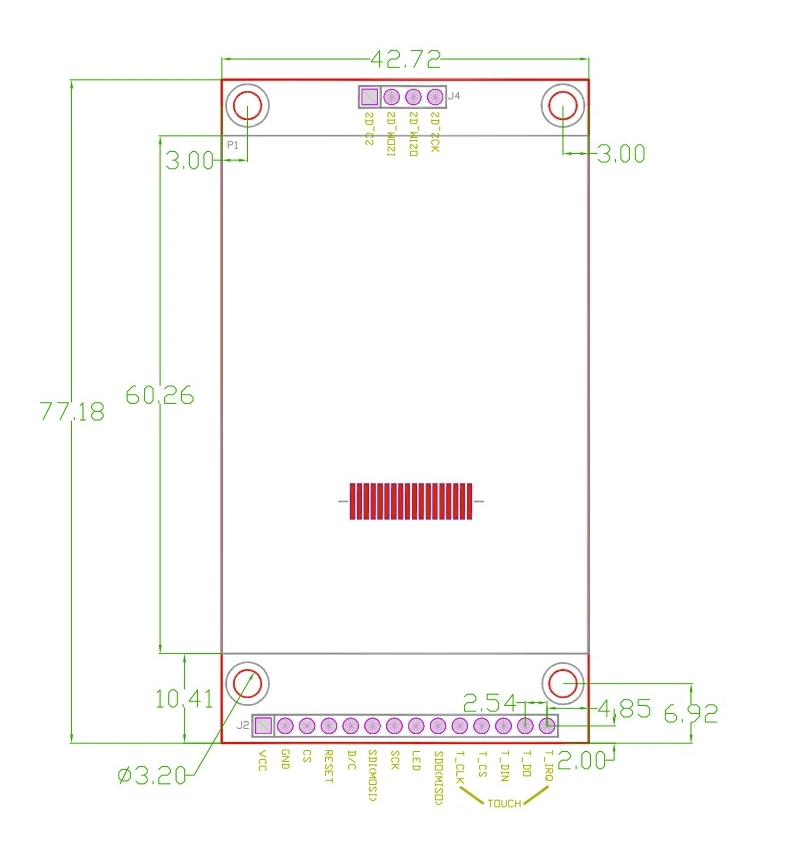 42.72
J4
SD_CS
SD_MOSI
SD_MISO
SD_SCK
P1
3.00
3.00
60.26
77.18
10.41
2.54
4.85
6.92
J2
2.00
Ø3.20
VCC
GND
CS
RESET
D/C
SDI(MOSI)
SCK
LED
SDO(MISO)
T_CLK
T_CS
T_DIN
T_DO
T_IRQ
TOUCH